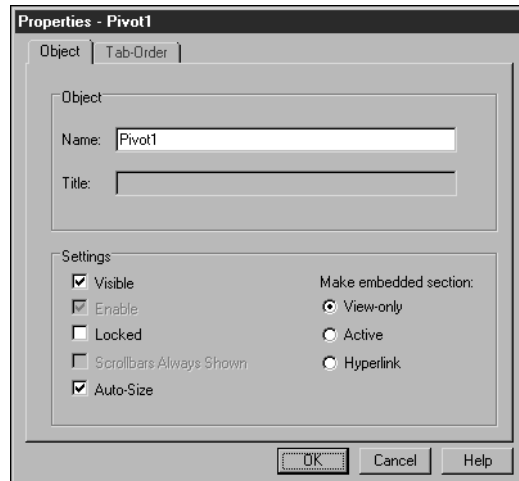 Properties - Pivot1
Object Tab-Order
Object
Name: Pivot1
Title:
Settings
Visible Make embedded section:
Enable View-only
Locked Active
Scrollbars Always Shown Hyperlink
Auto-Size
OK Cancel Help